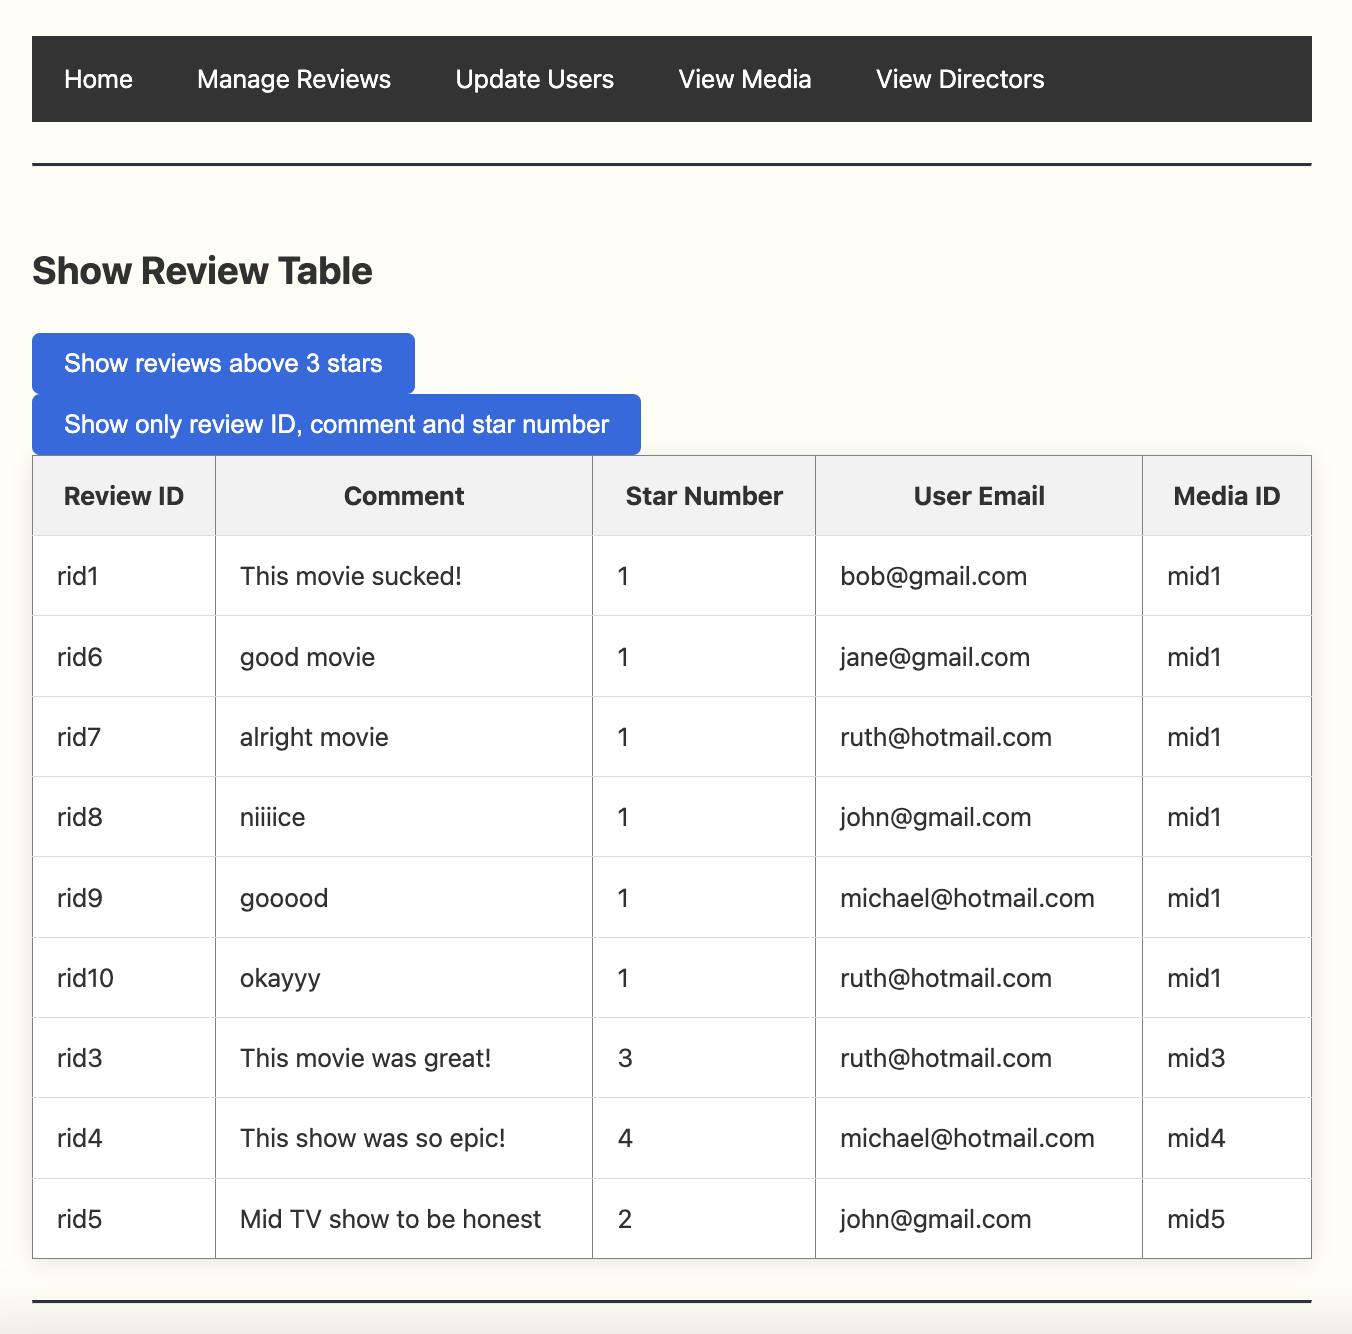 Home Manage Reviews Update Users View Media View Directors
Show Review Table
Show reviews above 3 stars
Show only review ID, comment and star number
Review ID Comment Star Number User Email Media ID
rid1 This movie sucked! 1 bob@gmail.com mid1
rid6 good movie 1 jane@gmail.com mid1
rid7 alright movie 1 ruth@hotmail.com mid1
rid8 niiiice 1 john@gmail.com mid1
rid9 gooood 1 michael@hotmail.com mid1
rid10 okayyy 1 ruth@hotmail.com mid1
rid3 This movie was great! 3 ruth@hotmail.com mid3
rid4 This show was so epic! 4 michael@hotmail.com mid4
rid5 Mid TV show to be honest 2 john@gmail.com mid5